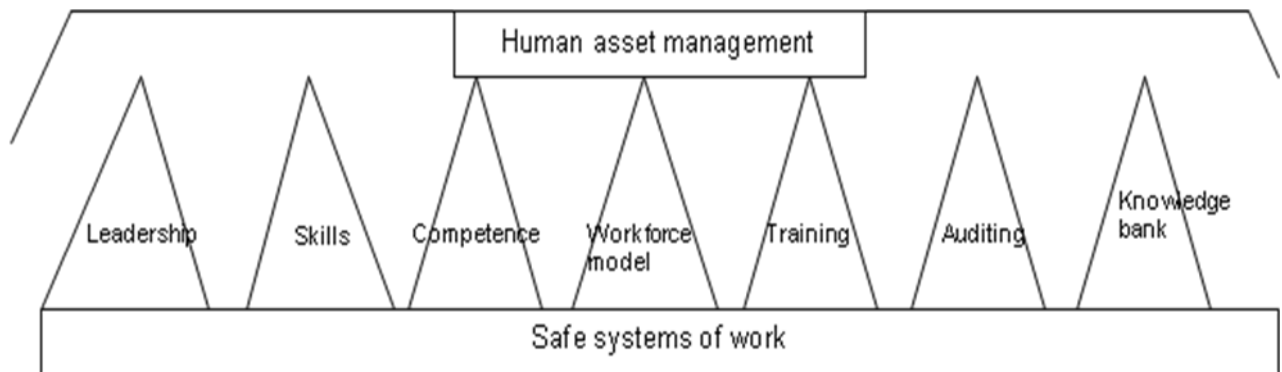 Human asset management
Leadership
Skills
Competence
Workforce
model
Training
Auditing
Knowledge
bank
Safe systems of work